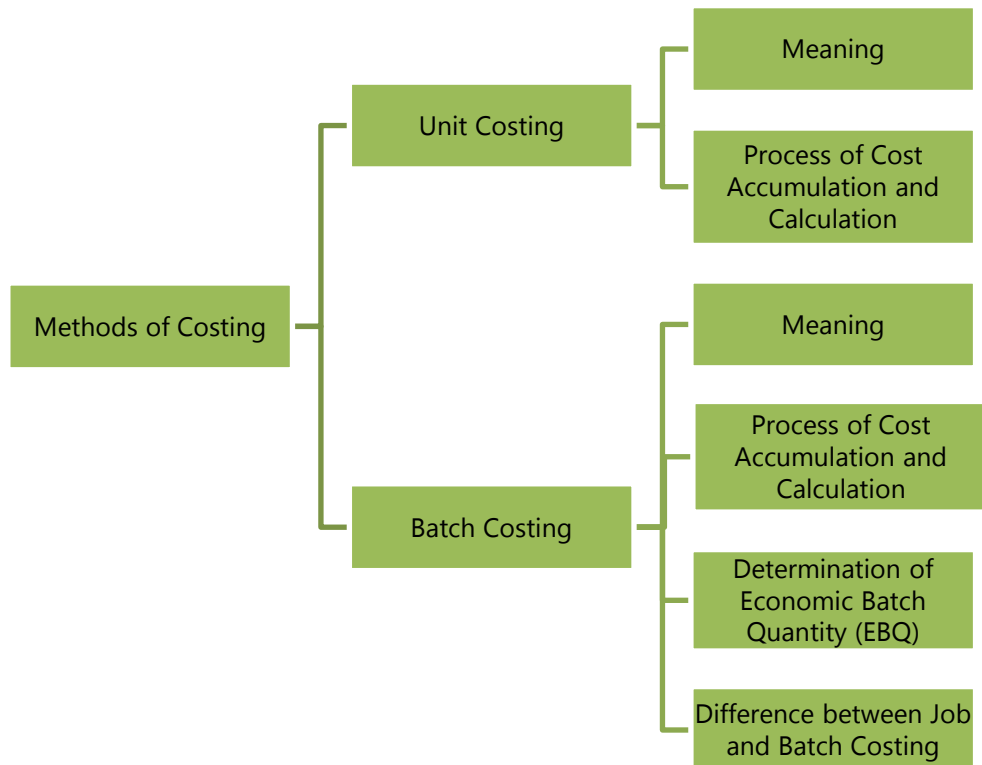 Methods of Costing
Unit Costing
Meaning
Process of Cost
Accumulation and
Calculation
Batch Costing
Meaning
Process of Cost
Accumulation and
Calculation
Determination of
Economic Batch
Quantity (EBQ)
Difference between Job
and Batch Costing